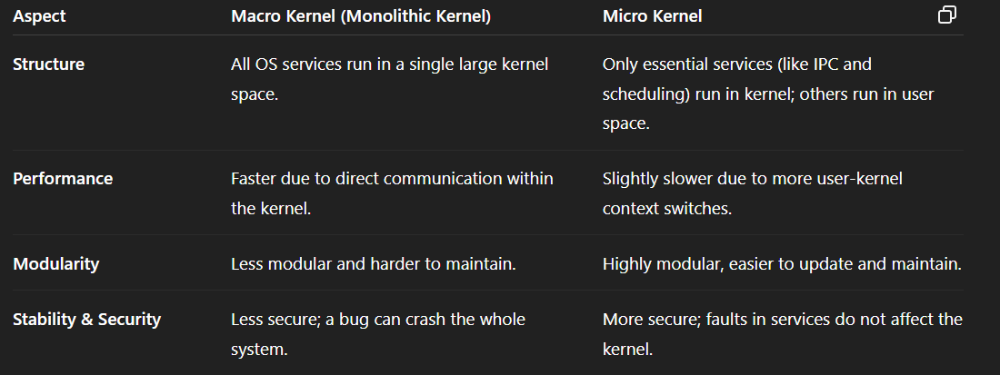 Aspect Macro Kernel (Monolithic Kernel) Micro Kernel
Structure All OS services run in a single large kernel Only essential services (like IPC and
space. scheduling) run in kernel; others run in user
space.
Performance Faster due to direct communication within Slightly slower due to more user-kernel
the kernel. context switches.
Modularity Less modular and harder to maintain. Highly modular, easier to update and maintain.
Stability & Security Less secure; a bug can crash the whole More secure; faults in services do not affect the
system. kernel.